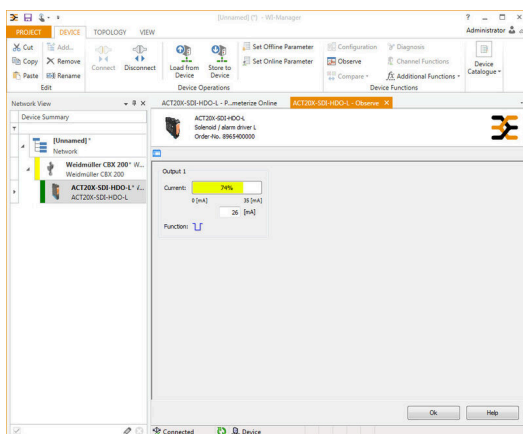 [Unnamed] (*) - WI-Manager
PROJECT DEVICE TOPOLOGY VIEW
Administrator
Cut
Copy
Paste
Add...
Remove
Rename
Edit
Connect
Disconnect
Load from Device
Store to Device
Set Offline Parameter
Set Online Parameter
Device Operations
Configuration
Observe
Compare
Diagnosis
Channel Functions
Additional Functions
Device Functions
Device Catalogue
Network View
Device Summary
[Unnamed]*
Network
Weidmüller CBX 200* W...
Weidmüller CBX 200
ACT20X-SDI-HDO-L* /...
ACT20X-SDI-HDO-L
ACT20X-SDI-HDO-L - P...meterize Online
ACT20X-SDI-HDO-L - Observe
ACT20X-SDI-HDO-L
Solenoid / alarm driver L
Order-No. 8965400000
Output 1
Current: 74%
0 [mA] 35 [mA]
26 [mA]
Function:
Ok Help
Connected Device